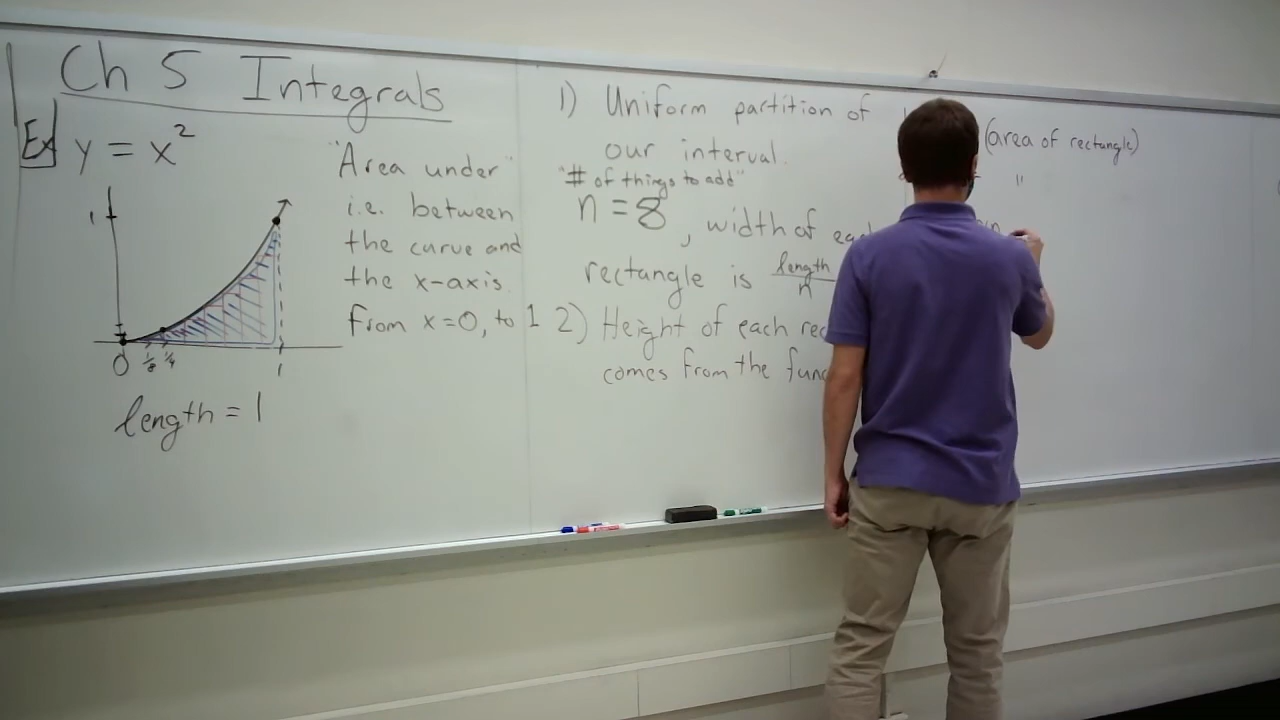 Ch 5 Integrals
Ex y = x²
"Area under"
i.e. between
the curve and
the x-axis
from x=0, to 1
1
0 1/8 1/4 1
length = 1
1) Uniform partition of
our interval.
"# of things to add"
n = 8, width of
rectangle is length/n
2) Height of each
comes from the
(area of rectangle)
"